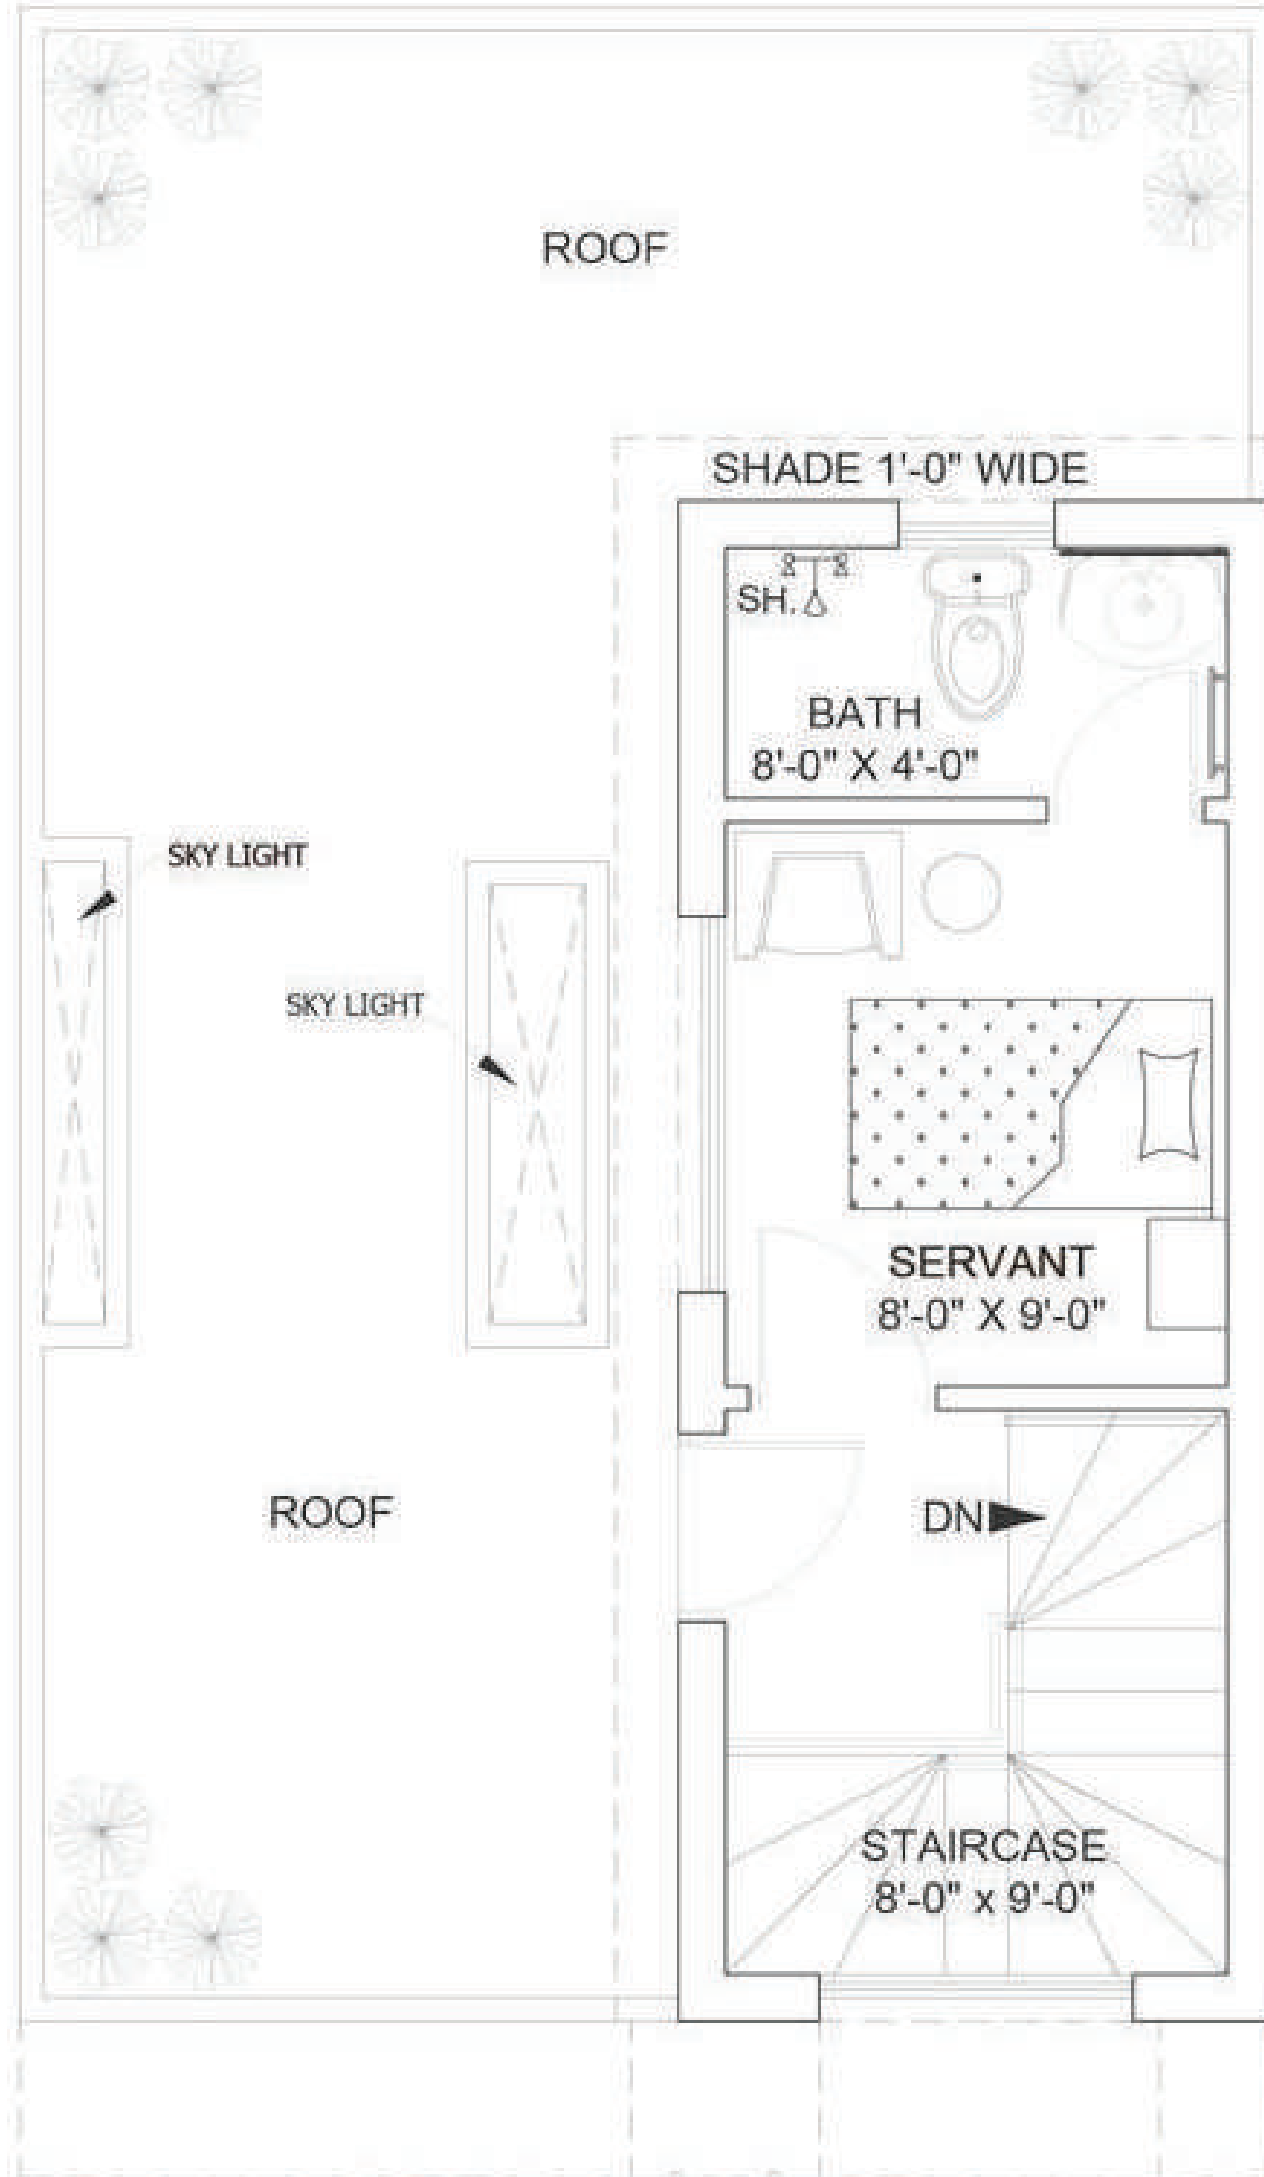 ROOF
SHADE 1'-0" WIDE
SH.
BATH
8'-0" X 4'-0"
SKY LIGHT
SKY LIGHT
SERVANT
8'-0" X 9'-0"
ROOF
DN
STAIRCASE
8'-0" x 9'-0"